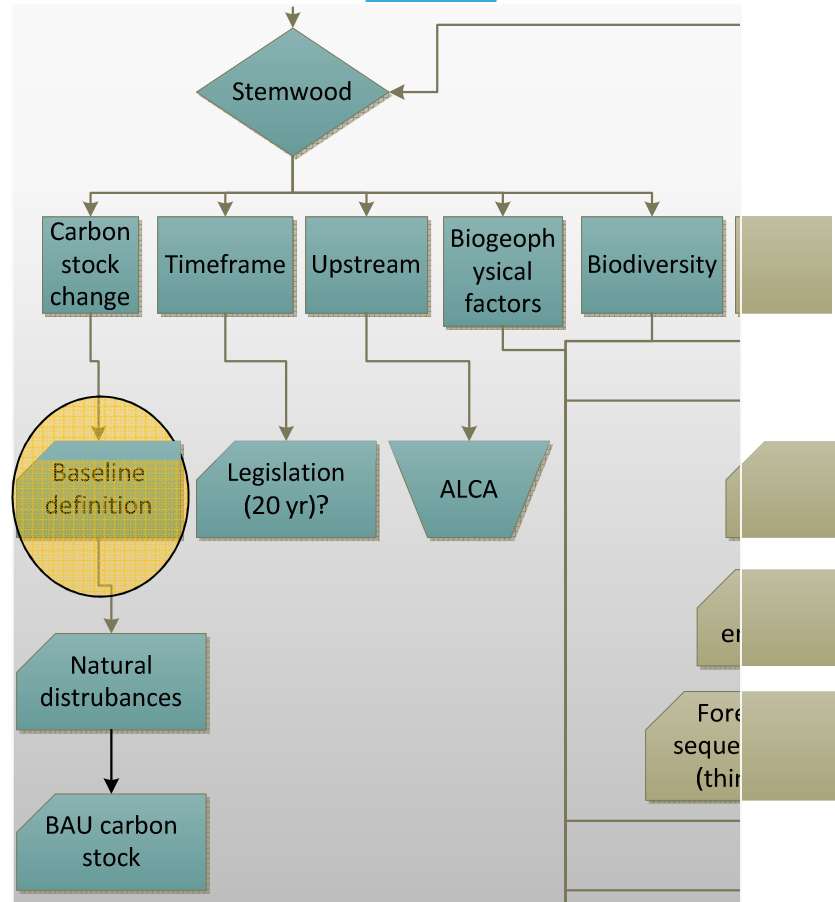 Stemwood
Carbon
stock
change
Timeframe
Upstream
Biogeoph
ysical
factors
Biodiversity
Baseline
definition
Legislation
(20 yr)?
ALCA
Natural
distrubances
BAU carbon
stock